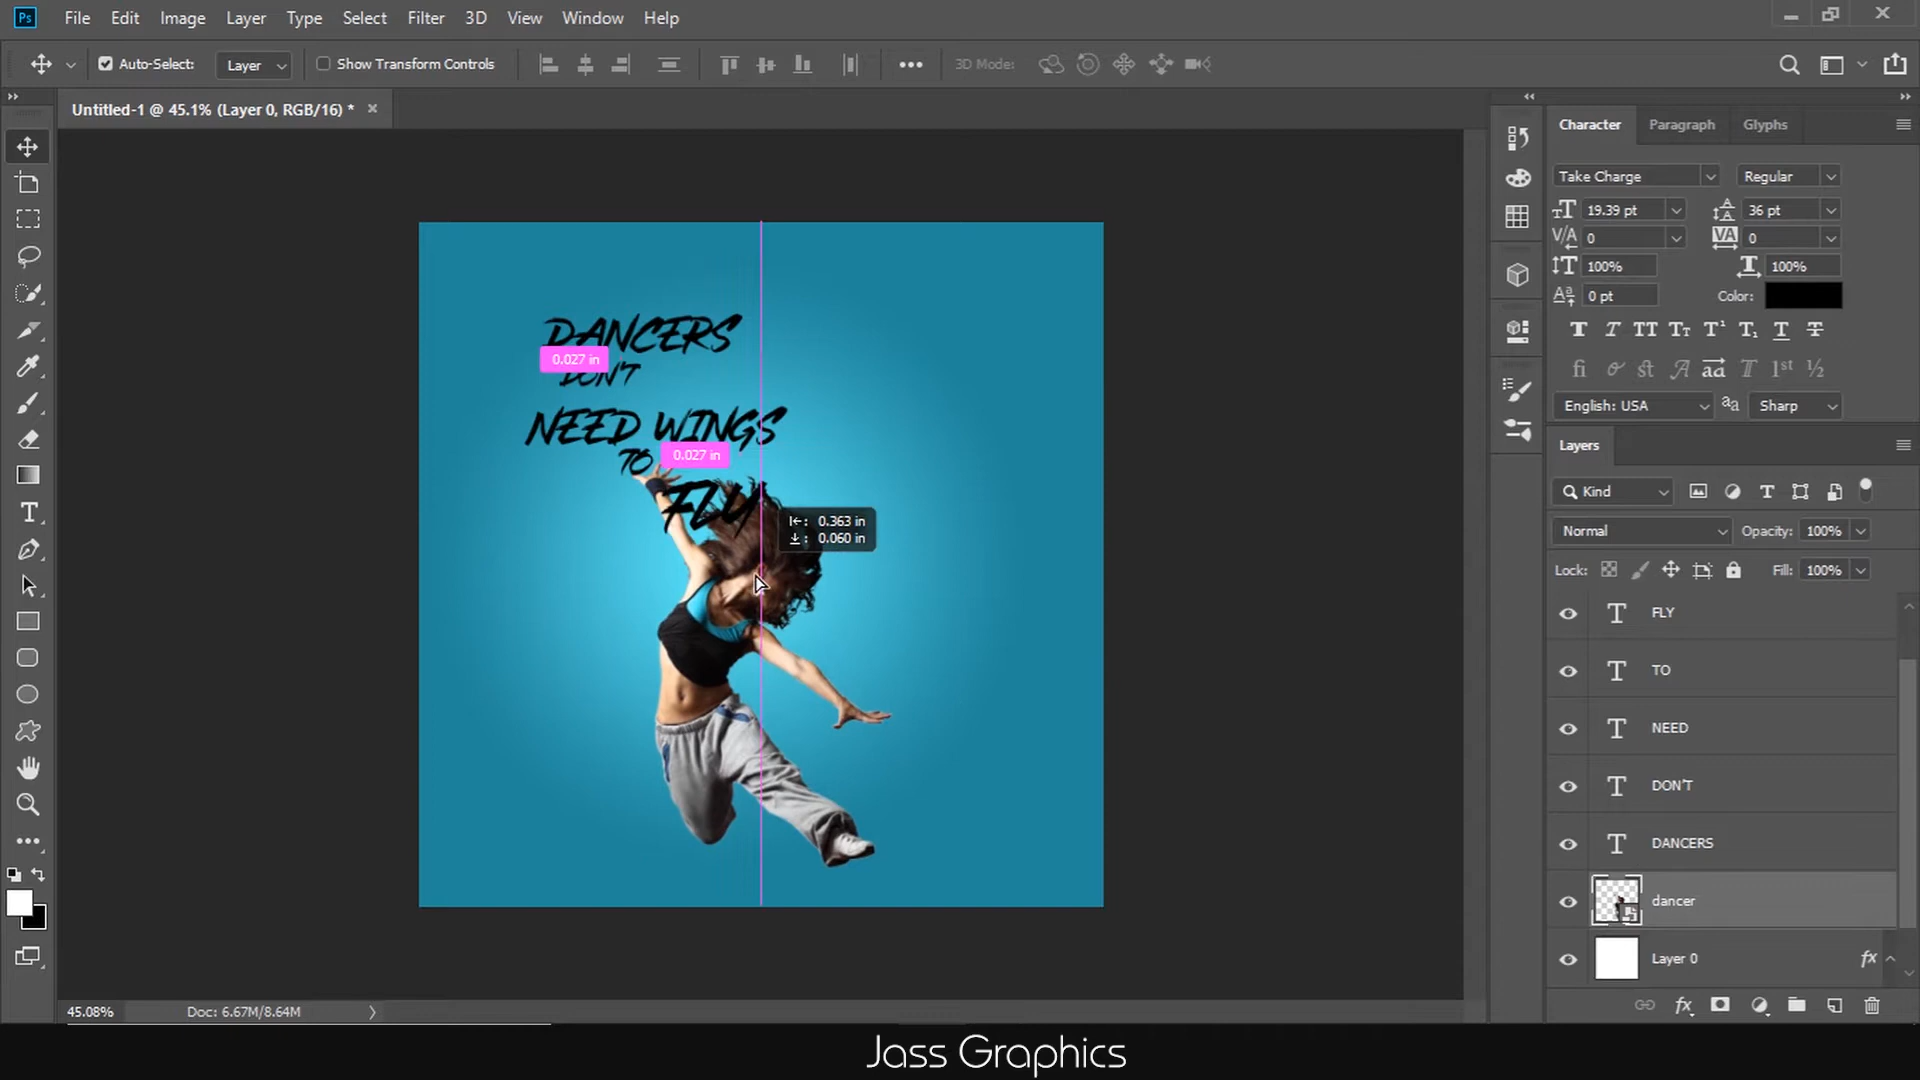 Ps File Edit Image Layer Type Select Filter 3D View Window Help
Auto-Select: Layer Show Transform Controls 3D Mode:
Untitled-1 @ 45.1% (Layer 0, RGB/16) *
Character Paragraph Glyphs
Take Charge Regular
19.39 pt 36 pt
0 0
100% 100%
0 pt Color:
English: USA Sharp
Layers
Kind
Normal Opacity: 100%
Lock: Fill: 100%
FLY
TO
NEED
DON'T
DANCERS
dancer
Layer 0 fx
DANCERS
0.027 in
DON'T
NEED WINGS
TO 0.027 in
FLY
0.363 in
0.060 in
45.08% Doc: 6.67M/8.64M
Jass Graphics